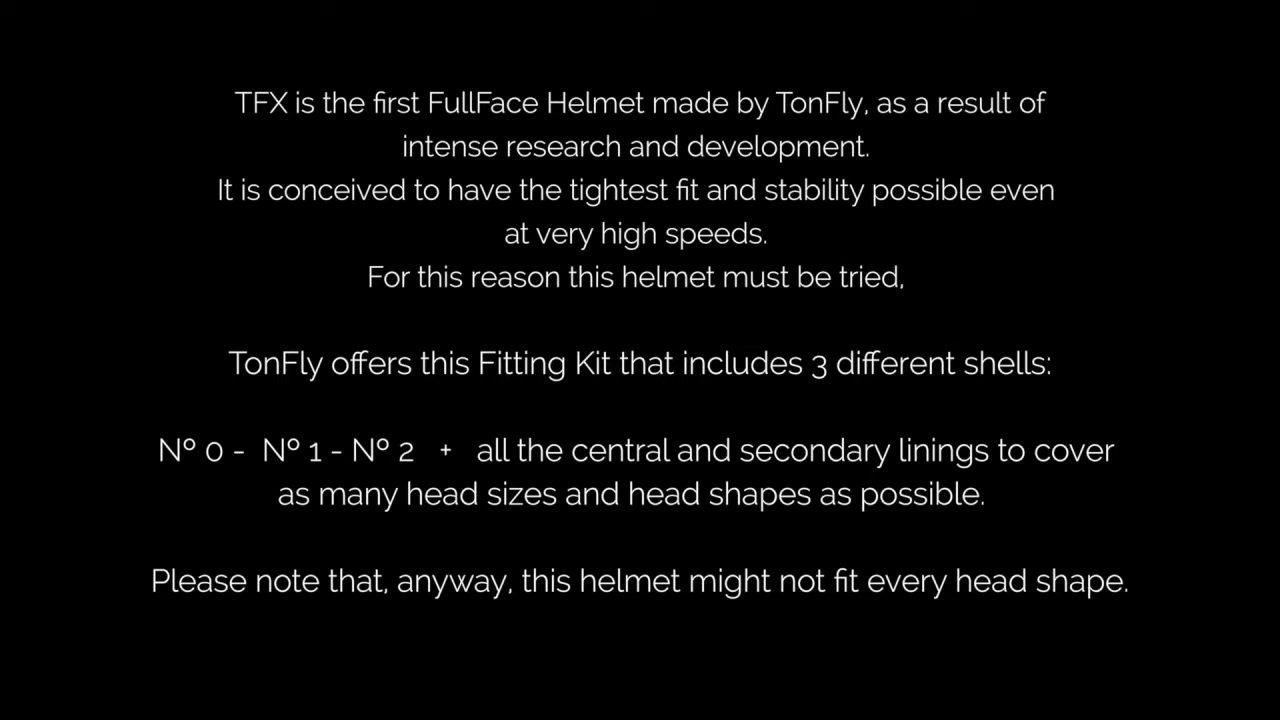 TFX is the first FullFace Helmet made by TonFly, as a result of
intense research and development.
It is conceived to have the tightest fit and stability possible even
at very high speeds.
For this reason this helmet must be tried,
TonFly offers this Fitting Kit that includes 3 different shells:
Nº 0 - Nº 1 - Nº 2 + all the central and secondary linings to cover
as many head sizes and head shapes as possible.
Please note that, anyway, this helmet might not fit every head shape.